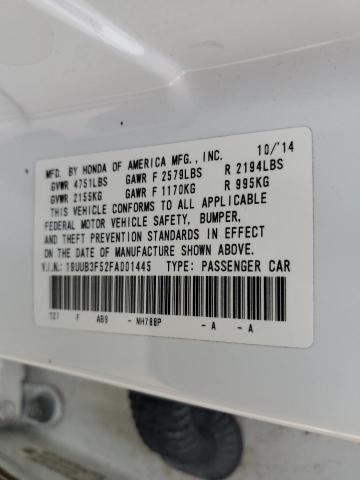 MFD. BY HONDA OF AMERICA MFG., INC. 10/'14
GVWR 4751LBS GAWR F 2579LBS R 2194LBS
GVWR 2155KG GAWR F 1170KG R 995KG
THIS VEHICLE CONFORMS TO ALL APPLICABLE
FEDERAL MOTOR VEHICLE SAFETY, BUMPER,
AND THEFT PREVENTION STANDARDS IN EFFECT
ON THE DATE OF MANUFACTURE SHOWN ABOVE.
V.I.N.: 19UUB3F52FA001445 TYPE: PASSENGER CAR
T21 F AB9 - NH788P - A - A